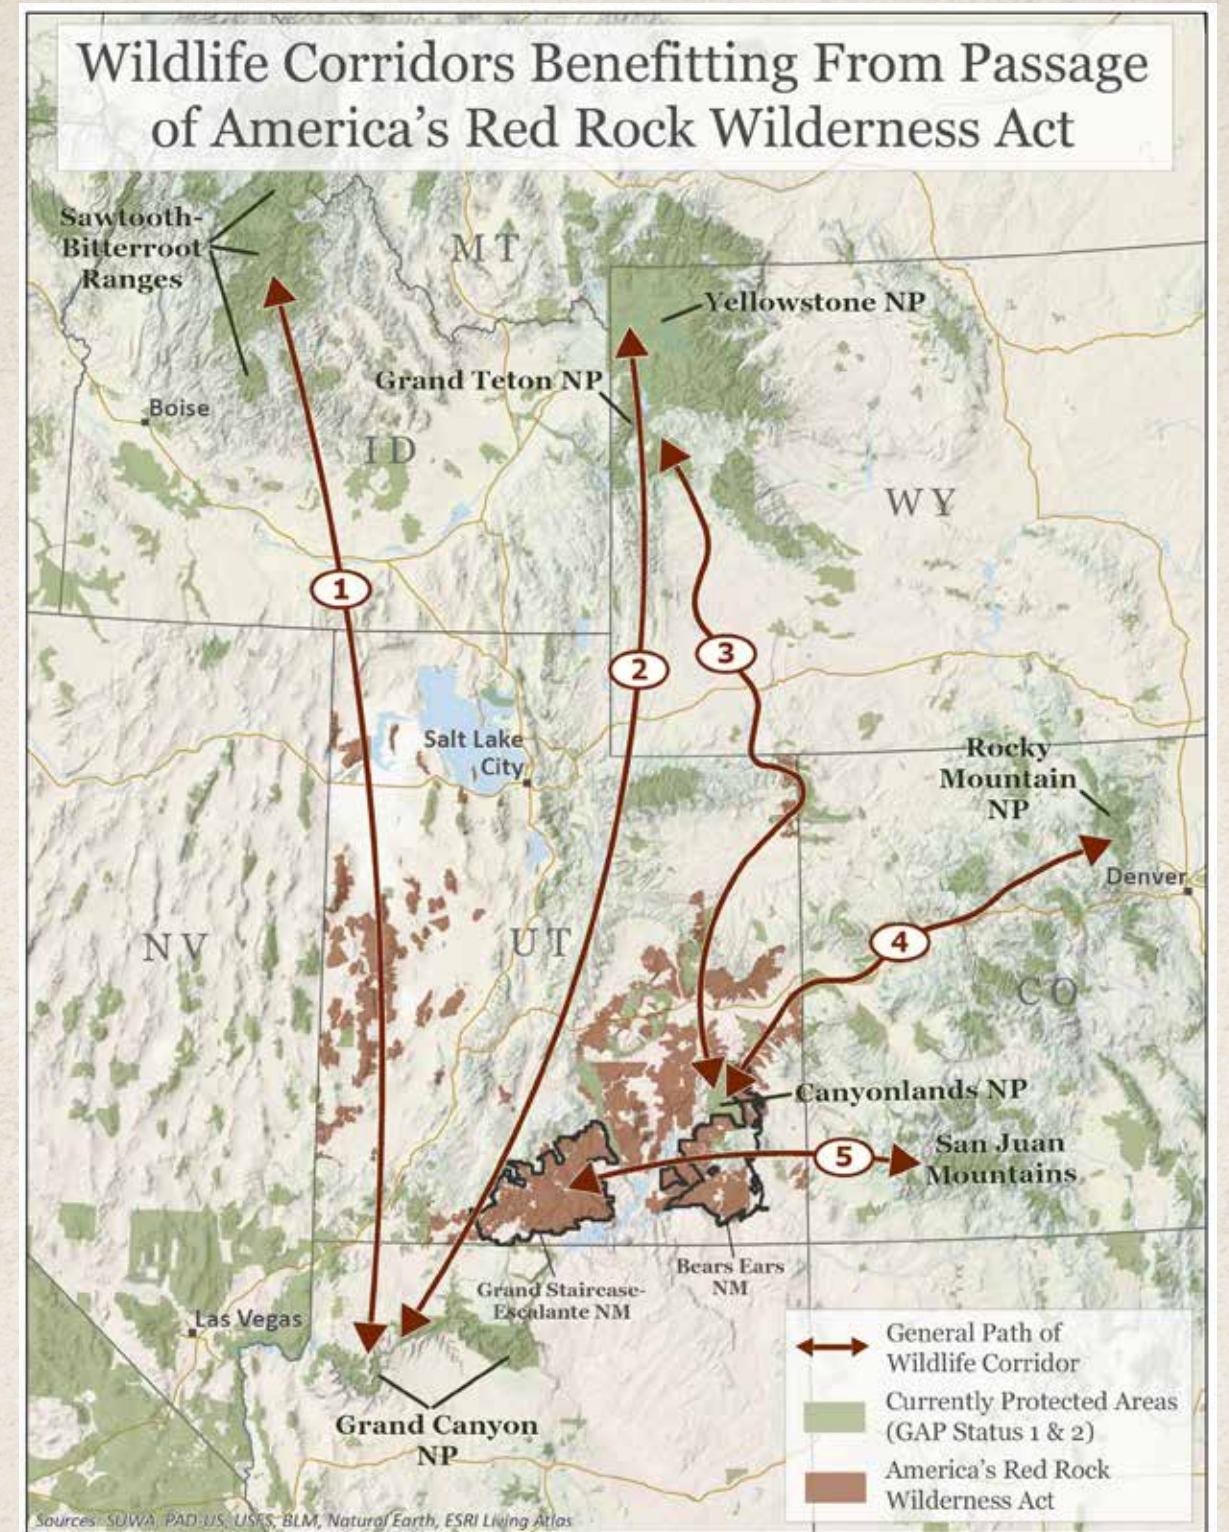 Wildlife Corridors Benefitting From Passage
of America's Red Rock Wilderness Act
Sawtooth-
Bitterroot
Ranges
MT
Yellowstone NP
Grand Teton NP
Boise
ID
WY
1
2
3
Salt Lake
City
Rocky
Mountain
NP
Denver
NV
UT
4
CO
Canyonlands NP
5
San Juan
Mountains
Bears Ears
NM
Grand Staircase-
Escalante NM
Las Vegas
Grand Canyon
NP
General Path of
Wildlife Corridor
Currently Protected Areas
(GAP Status 1 & 2)
America's Red Rock
Wilderness Act
Sources: SUWA, PAD-US, USFS, BLM, Natural Earth, ESRI Living Atlas